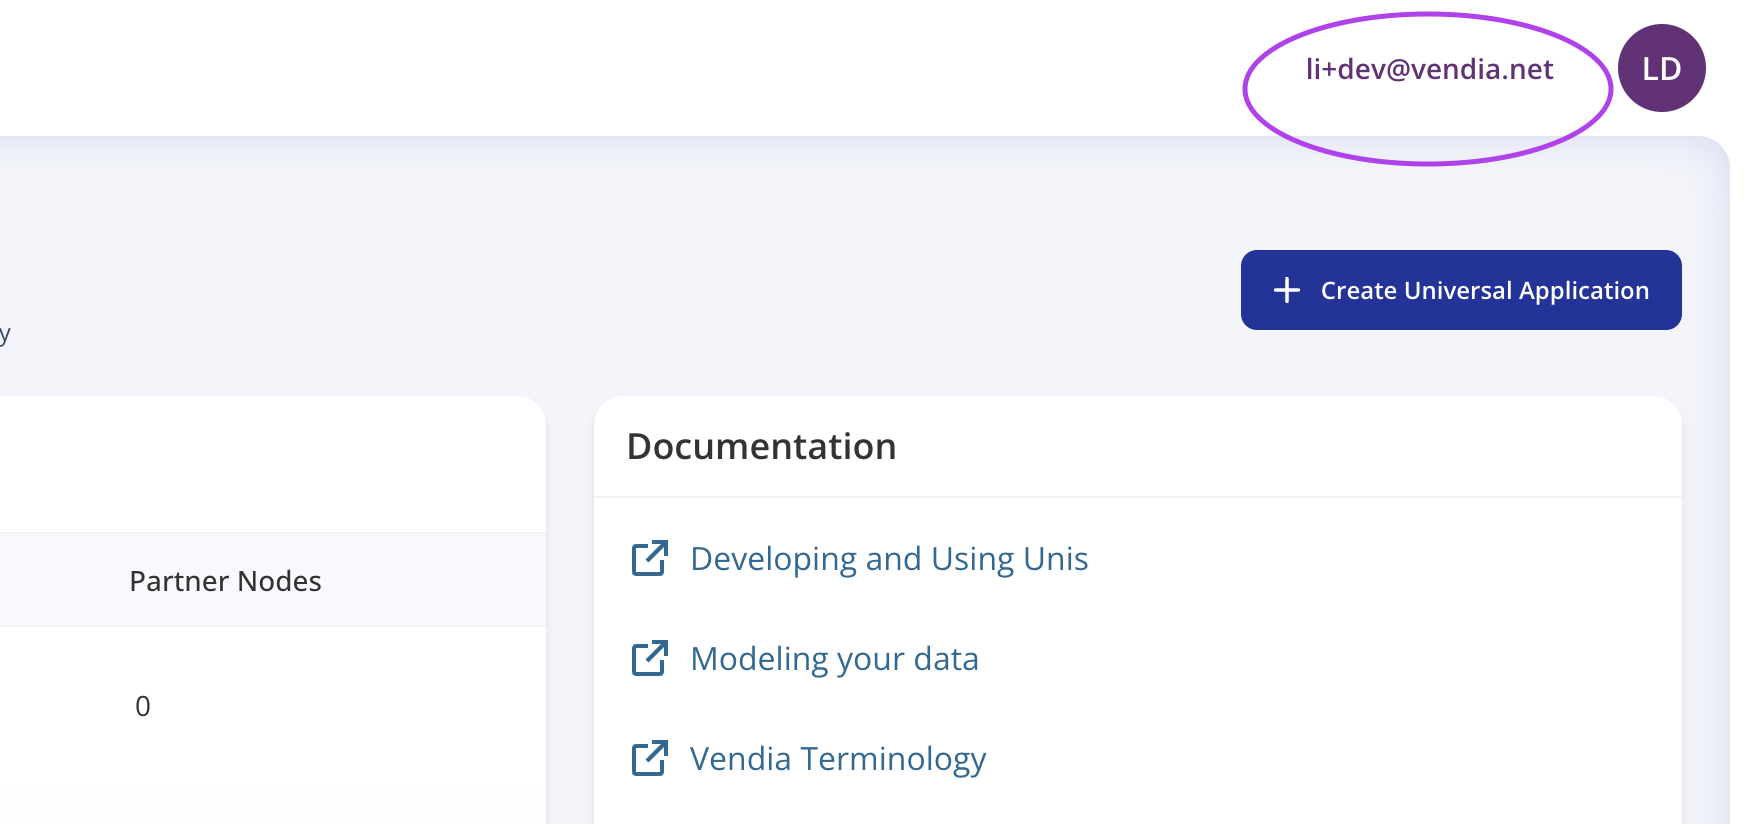 li+dev@vendia.net
LD
Create Universal Application
y
Documentation
Developing and Using Unis
Partner Nodes
Modeling your data
0
Vendia Terminology